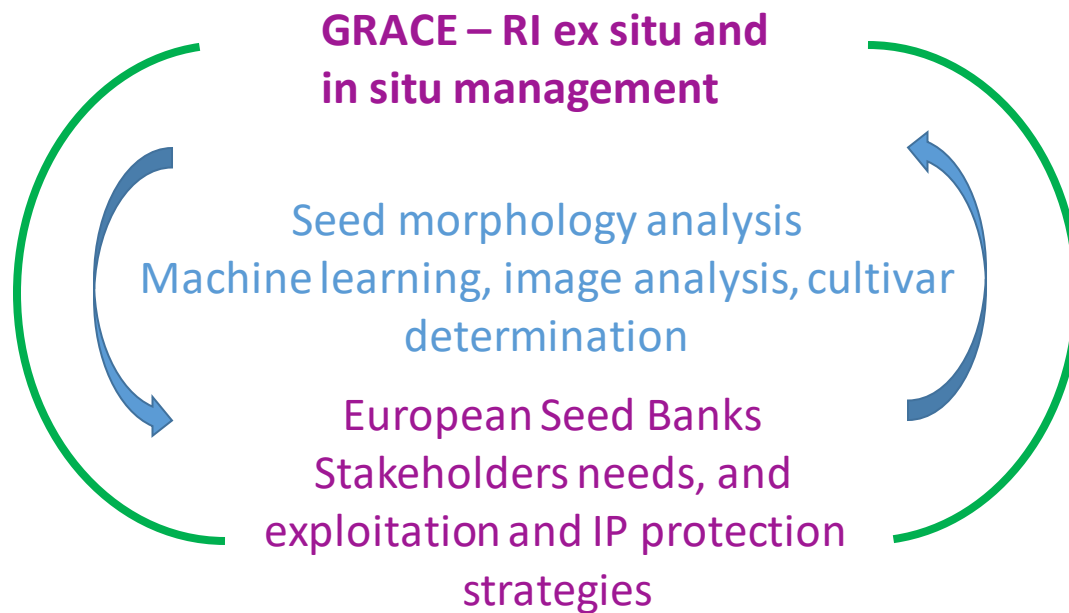 GRACE – RI ex situ and
in situ management
Seed morphology analysis
Machine learning, image analysis, cultivar
determination
European Seed Banks
Stakeholders needs, and
exploitation and IP protection
strategies